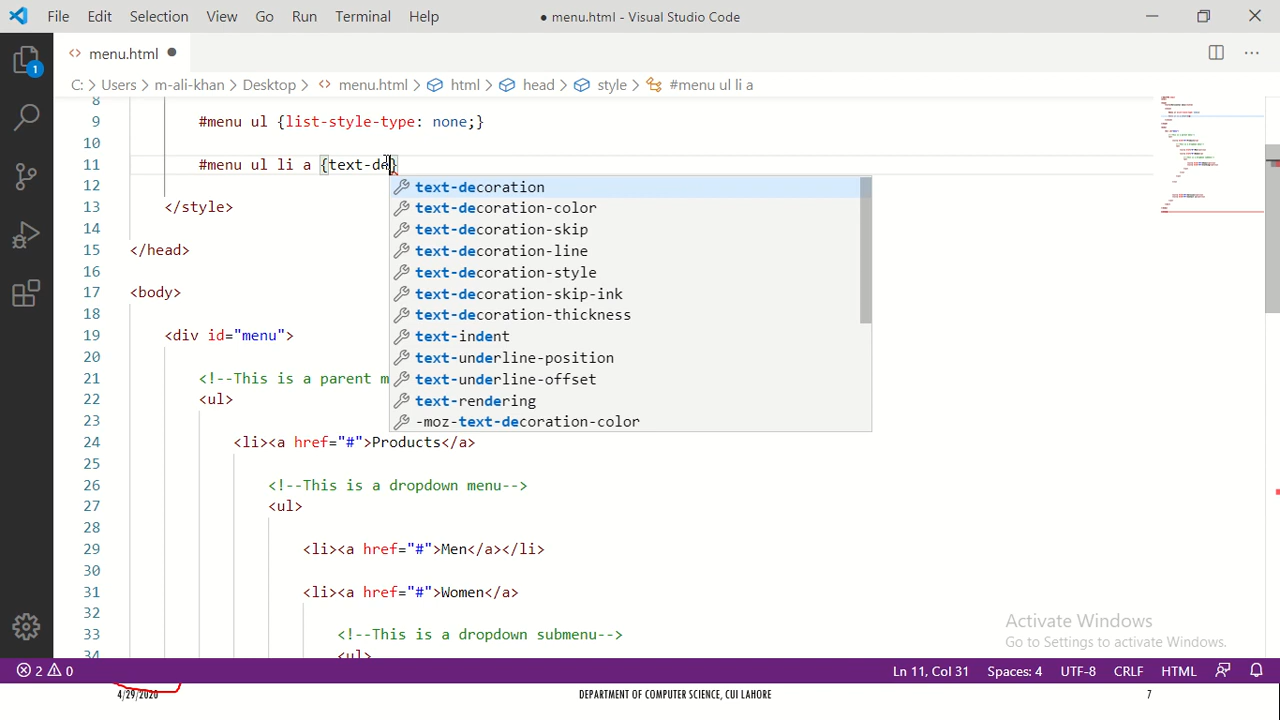 File Edit Selection View Go Run Terminal Help ● menu.html - Visual Studio Code
<> menu.html ●
C: > Users > m-ali-khan > Desktop > <> menu.html > html > head > style > #menu ul li a
1
8
9 #menu ul {list-style-type: none;}
10
11 #menu ul li a {text-de}
12
13 </style>
14
15 </head>
16
17 <body>
18
19 <div id="menu">
20
21 <!--This is a parent m
22 <ul>
23
24 <li><a href="#">Products</a>
25
26 <!--This is a dropdown menu-->
27 <ul>
28
29 <li><a href="#">Men</a></li>
30
31 <li><a href="#">Women</a>
32
33 <!--This is a dropdown submenu-->
34 <ul>
text-decoration
text-decoration-color
text-decoration-skip
text-decoration-line
text-decoration-style
text-decoration-skip-ink
text-decoration-thickness
text-indent
text-underline-position
text-underline-offset
text-rendering
-moz-text-decoration-color
Activate Windows
Go to Settings to activate Windows.
2 0 Ln 11, Col 31 Spaces: 4 UTF-8 CRLF HTML
4/29/2020 DEPARTMENT OF COMPUTER SCIENCE, CUI LAHORE 7